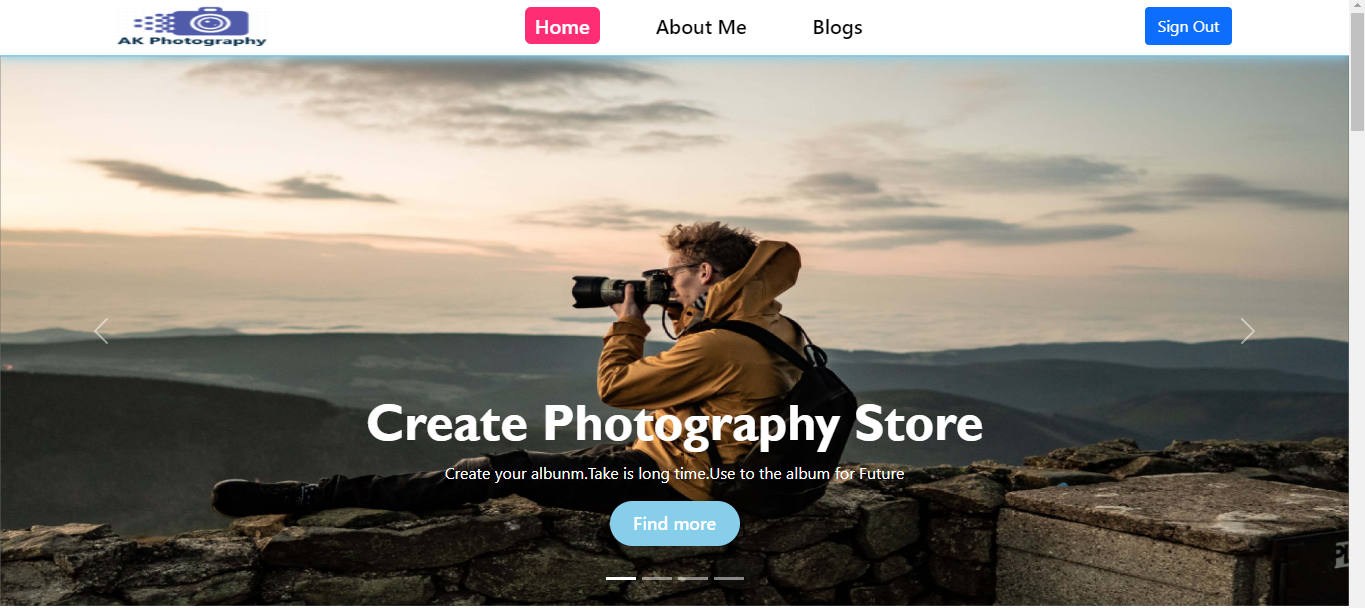 AK Photography
Home
About Me
Blogs
Sign Out
Create Photography Store
Create your albunm.Take is long time.Use to the album for Future
Find more